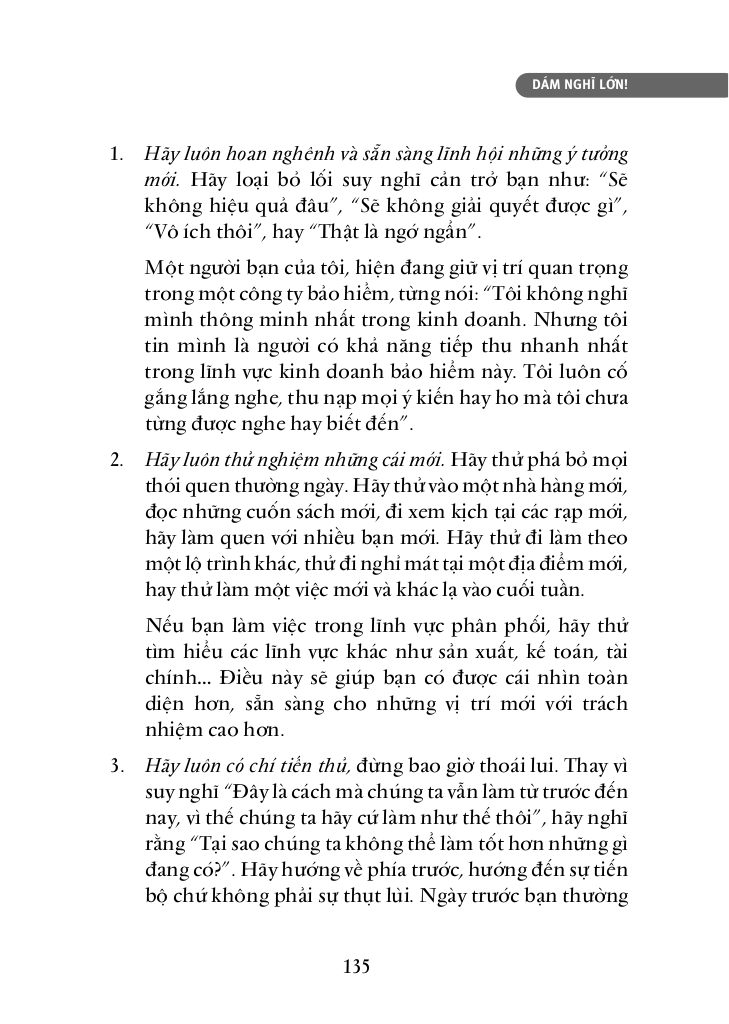 DÁM NGHĨ LỚN!
1. Hãy luôn hoan nghênh và sẵn sàng lĩnh hội những ý tưởng
mới. Hãy loại bỏ lối suy nghĩ cản trở bạn như: “Sẽ
không hiệu quả đâu”, “Sẽ không giải quyết được gì”,
“Vô ích thôi”, hay “Thật là ngớ ngẩn”.
Một người bạn của tôi, hiện đang giữ vị trí quan trọng
trong một công ty bảo hiểm, từng nói: “Tôi không nghĩ
mình thông minh nhất trong kinh doanh. Nhưng tôi
tin mình là người có khả năng tiếp thu nhanh nhất
trong lĩnh vực kinh doanh bảo hiểm này. Tôi luôn cố
gắng lắng nghe, thu nạp mọi ý kiến hay ho mà tôi chưa
từng được nghe hay biết đến”.
2. Hãy luôn thử nghiệm những cái mới. Hãy thử phá bỏ mọi
thói quen thường ngày. Hãy thử vào một nhà hàng mới,
đọc những cuốn sách mới, đi xem kịch tại các rạp mới,
hãy làm quen với nhiều bạn mới. Hãy thử đi làm theo
một lộ trình khác, thử đi nghỉ mát tại một địa điểm mới,
hay thử làm một việc mới và khác lạ vào cuối tuần.
Nếu bạn làm việc trong lĩnh vực phân phối, hãy thử
tìm hiểu các lĩnh vực khác như sản xuất, kế toán, tài
chính... Điều này sẽ giúp bạn có được cái nhìn toàn
diện hơn, sẵn sàng cho những vị trí mới với trách
nhiệm cao hơn.
3. Hãy luôn có chí tiến thủ, đừng bao giờ thoái lui. Thay vì
suy nghĩ “Đây là cách mà chúng ta vẫn làm từ trước đến
nay, vì thế chúng ta hãy cứ làm như thế thôi”, hãy nghĩ
rằng “Tại sao chúng ta không thể làm tốt hơn những gì
đang có?”. Hãy hướng về phía trước, hướng đến sự tiến
bộ chứ không phải sự thụt lùi. Ngày trước bạn thường
135